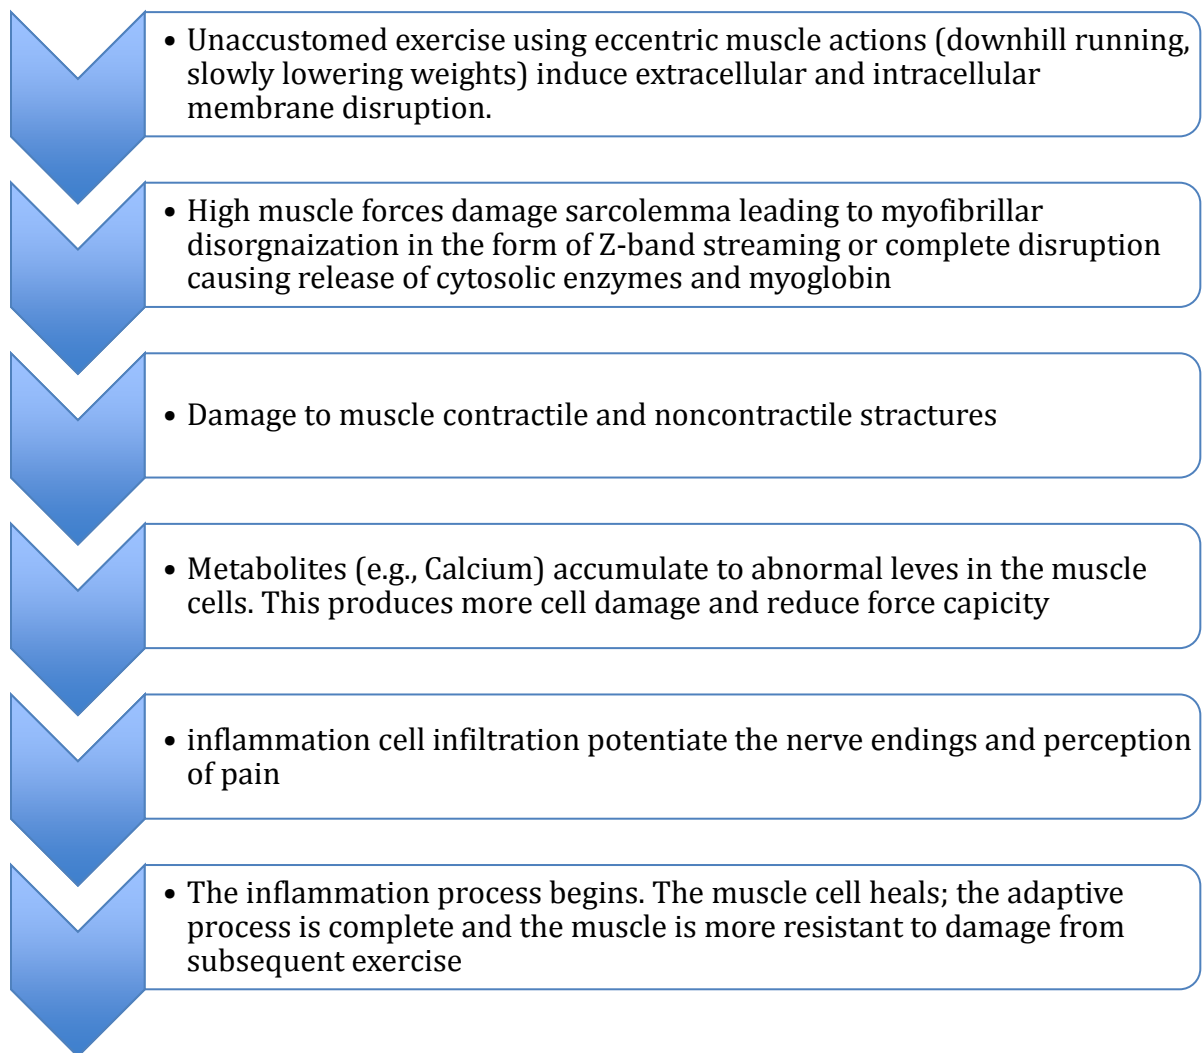 • Unaccustomed exercise using eccentric muscle actions (downhill running,
slowly lowering weights) induce extracellular and intracellular
membrane disruption.
• High muscle forces damage sarcolemma leading to myofibrillar
disorgnaization in the form of Z-band streaming or complete disruption
causing release of cytosolic enzymes and myoglobin
• Damage to muscle contractile and noncontractile stractures
• Metabolites (e.g., Calcium) accumulate to abnormal leves in the muscle
cells. This produces more cell damage and reduce force capicity
• inflammation cell infiltration potentiate the nerve endings and perception
of pain
• The inflammation process begins. The muscle cell heals; the adaptive
process is complete and the muscle is more resistant to damage from
subsequent exercise